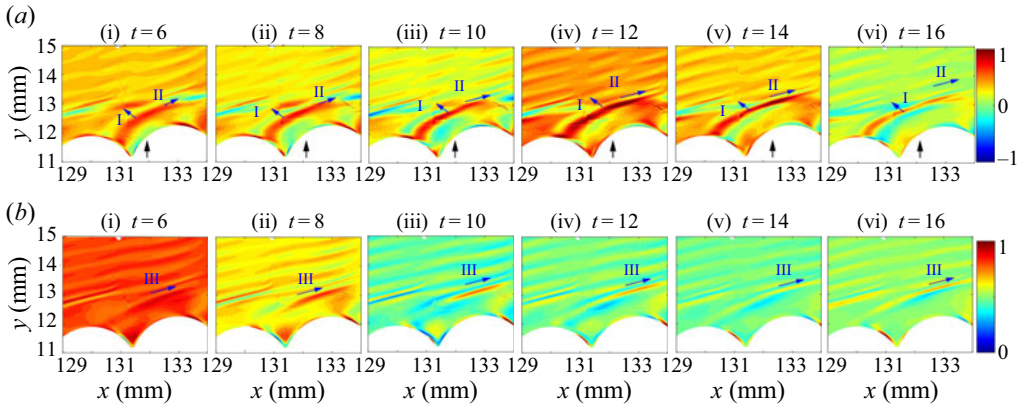 (a)
(i) t=6 (ii) t=8 (iii) t=10 (iv) t=12 (v) t=14 (vi) t=16
15
14
13
12
11
y (mm)
I II I II I II I II I II I II
1
0
−1
129 131 133 129 131 133 129 131 133 129 131 133 129 131 133 129 131 133
(b)
(i) t=6 (ii) t=8 (iii) t=10 (iv) t=12 (v) t=14 (vi) t=16
15
14
13
12
11
y (mm)
III III III III III III
1
0
129 131 133 129 131 133 129 131 133 129 131 133 129 131 133 129 131 133
x (mm) x (mm) x (mm) x (mm) x (mm) x (mm)